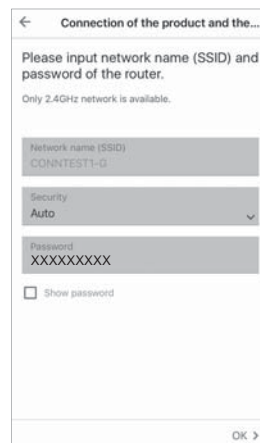 Connection of the product and the...
Please input network name (SSID) and
password of the router.
Only 2.4GHz network is available.
Network name (SSID)
CONNTEST1-G
Security
Auto
Password
XXXXXXXXX
Show password
OK